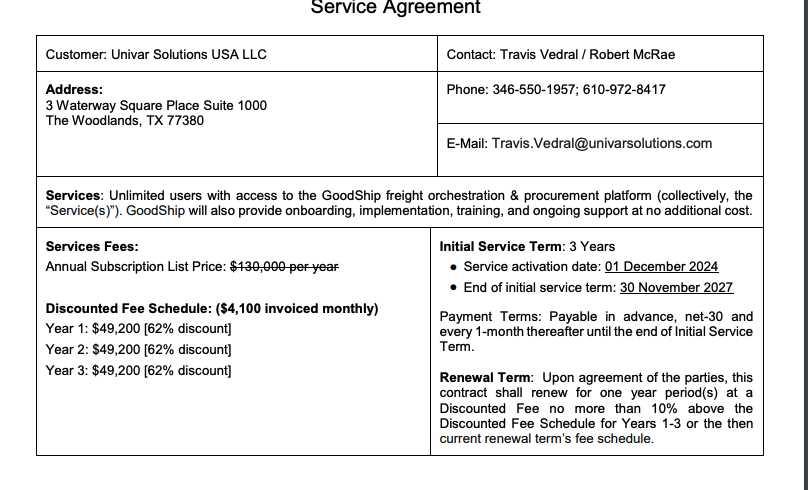 Service Agreement
Customer: Univar Solutions USA LLC
Contact: Travis Vedral / Robert McRae
Address:
3 Waterway Square Place Suite 1000
The Woodlands, TX 77380
Phone: 346-550-1957; 610-972-8417
E-Mail: Travis.Vedral@univarsolutions.com
Services: Unlimited users with access to the GoodShip freight orchestration & procurement platform (collectively, the
“Service(s)”). GoodShip will also provide onboarding, implementation, training, and ongoing support at no additional cost.
Services Fees:
Annual Subscription List Price: $130,000 per year
Discounted Fee Schedule: ($4,100 invoiced monthly)
Year 1: $49,200 [62% discount]
Year 2: $49,200 [62% discount]
Year 3: $49,200 [62% discount]
Initial Service Term: 3 Years
● Service activation date: 01 December 2024
● End of initial service term: 30 November 2027
Payment Terms: Payable in advance, net-30 and
every 1-month thereafter until the end of Initial Service
Term.
Renewal Term: Upon agreement of the parties, this
contract shall renew for one year period(s) at a
Discounted Fee no more than 10% above the
Discounted Fee Schedule for Years 1-3 or the then
current renewal term’s fee schedule.